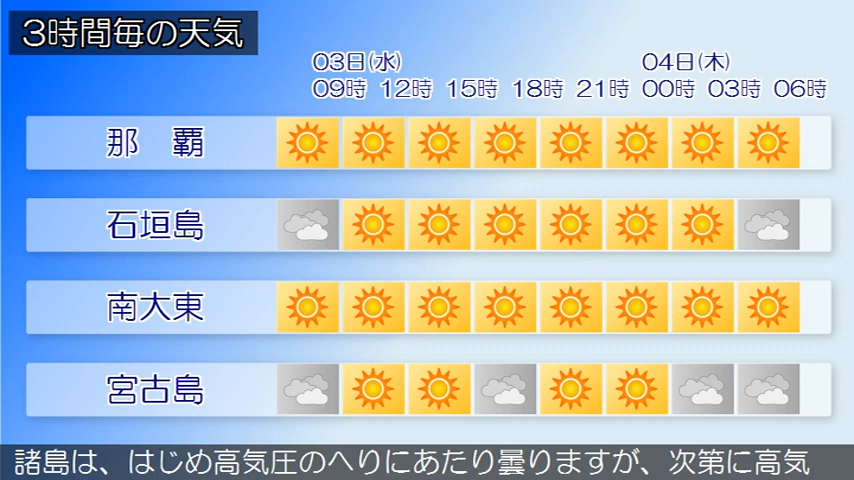 3時間毎の天気
03日(水) 04日(木)
09時 12時 15時 18時 21時 00時 03時 06時
那　覇
石垣島
南大東
宮古島
諸島は、はじめ高気圧のへりにあたり曇りますが、次第に高気